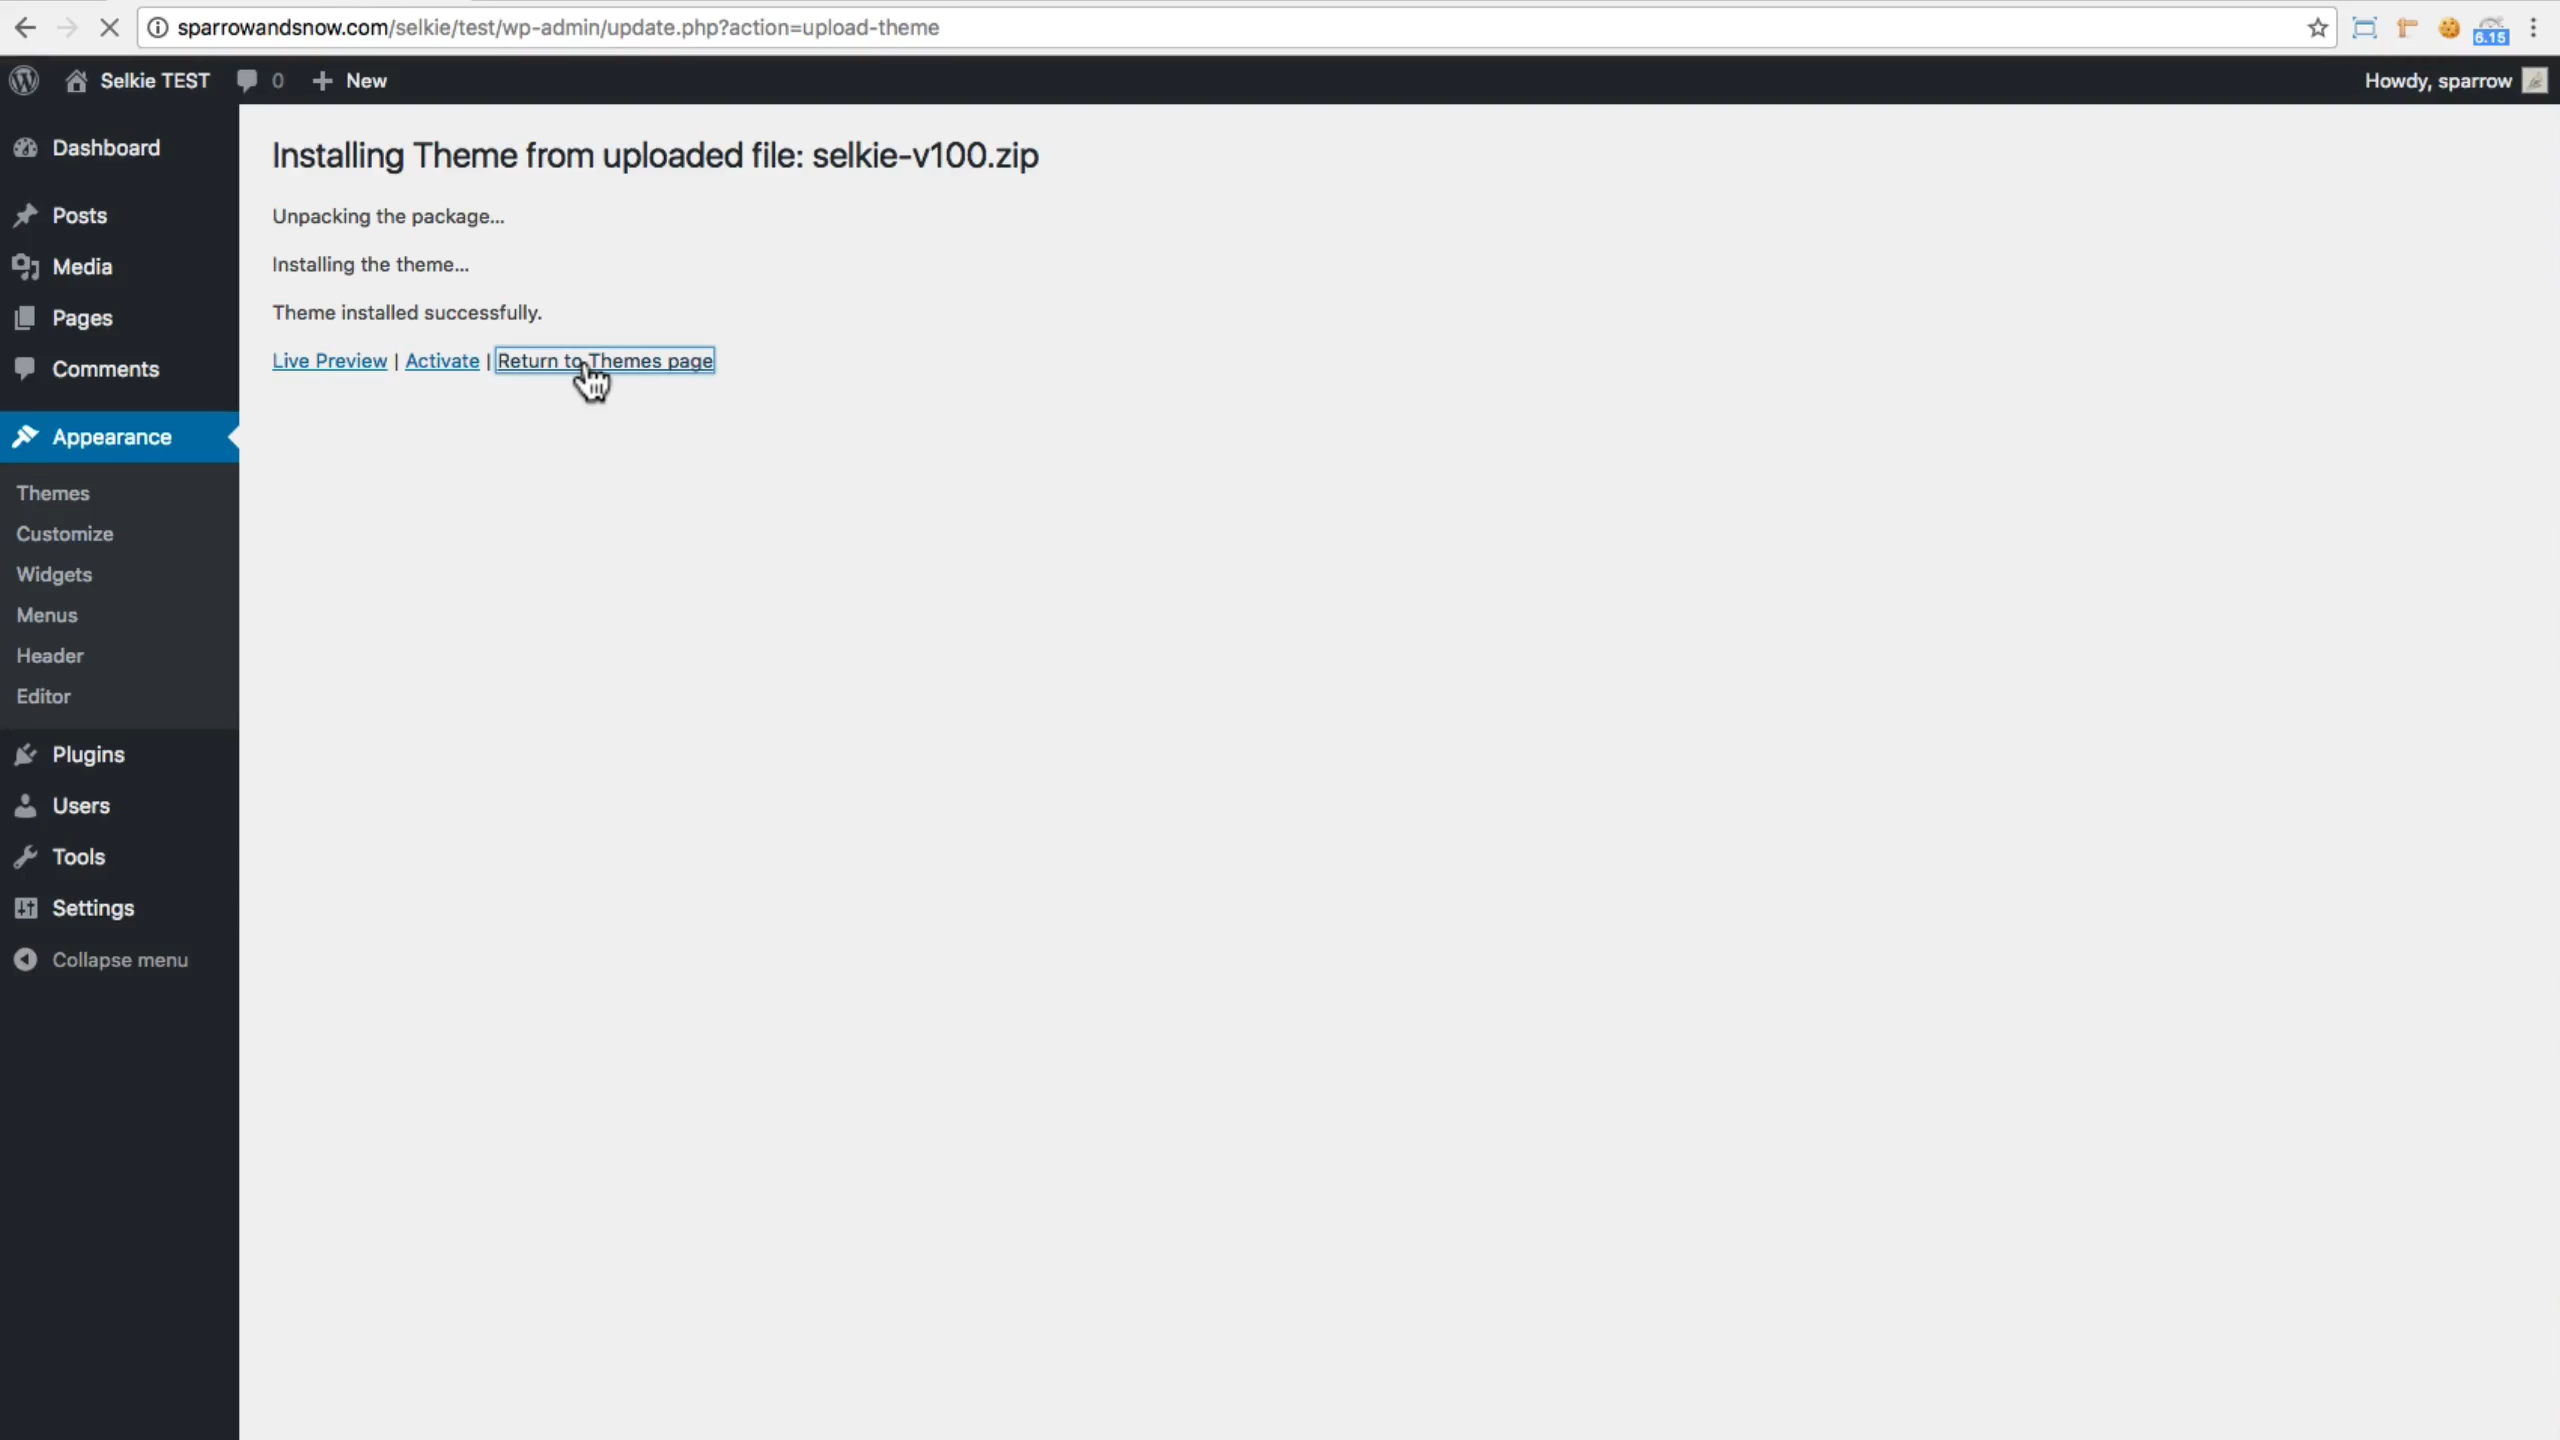 sparrowandsnow.com/selkie/test/wp-admin/update.php?action=upload-theme
6.15
Selkie TEST
0
New
Howdy, sparrow
Dashboard
Posts
Media
Pages
Comments
Appearance
Themes
Customize
Widgets
Menus
Header
Editor
Plugins
Users
Tools
Settings
Collapse menu
Installing Theme from uploaded file: selkie-v100.zip
Unpacking the package...
Installing the theme...
Theme installed successfully.
Live Preview | Activate | Return to Themes page